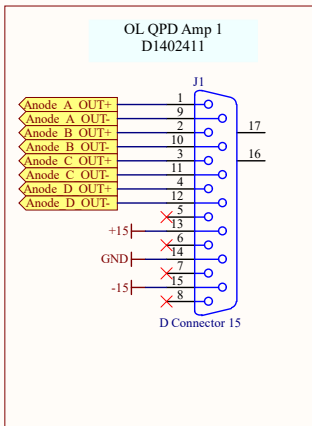 OL QPD Amp 1
D1402411
J1
Anode_A_OUT+ 1
Anode_A_OUT- 9
Anode_B_OUT+ 2 17
Anode_B_OUT- 10
Anode_C_OUT+ 3 16
Anode_C_OUT- 11
Anode_D_OUT+ 4
Anode_D_OUT- 12
5
+15 13
6
GND 14
7
-15 15
8
D Connector 15